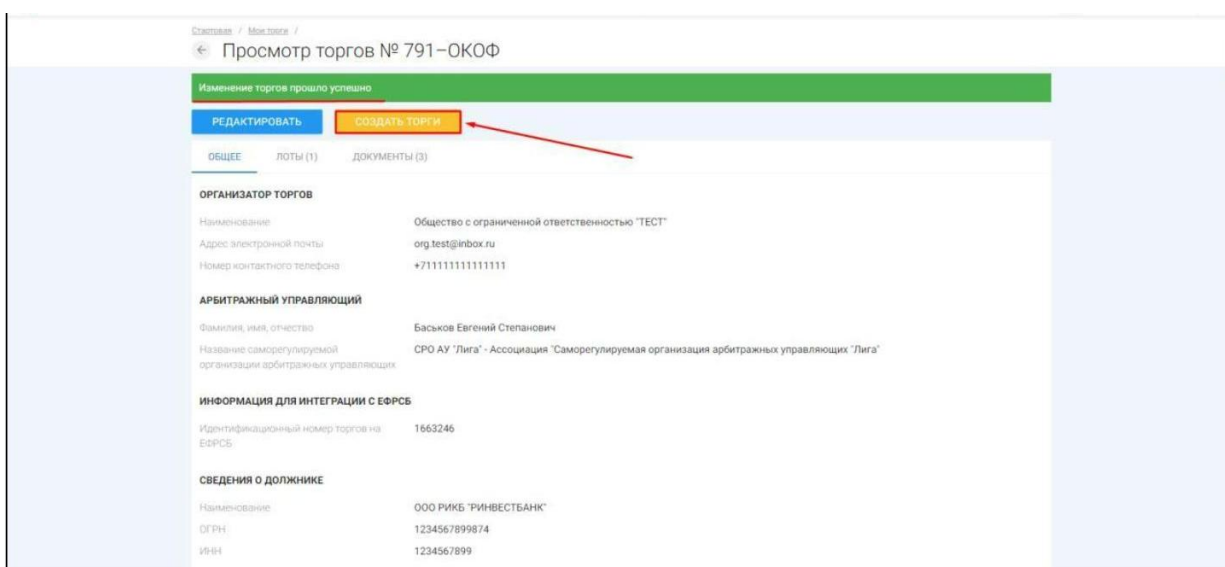 Стартовая / Мои торги /
Просмотр торгов № 791–ОКОФ
Изменение торгов прошло успешно
РЕДАКТИРОВАТЬ СОЗДАТЬ ТОРГИ
ОБЩЕЕ ЛОТЫ (1) ДОКУМЕНТЫ (3)
ОРГАНИЗАТОР ТОРГОВ
Наименование Общество с ограниченной ответственностью "ТЕСТ"
Адрес электронной почты org.test@inbox.ru
Номер контактного телефона +711111111111111
АРБИТРАЖНЫЙ УПРАВЛЯЮЩИЙ
Фамилия, имя, отчество Баськов Евгений Степанович
Название саморегулируемой СРО АУ "Лига" - Ассоциация "Саморегулируемая организация арбитражных управляющих "Лига"
организации арбитражных управляющих
ИНФОРМАЦИЯ ДЛЯ ИНТЕГРАЦИИ С ЕФРСБ
Идентификационный номер торгов на 1663246
ЕФРСБ
СВЕДЕНИЯ О ДОЛЖНИКЕ
Наименование ООО РИКБ "РИНВЕСТБАНК"
ОГРН 1234567899874
ИНН 1234567899